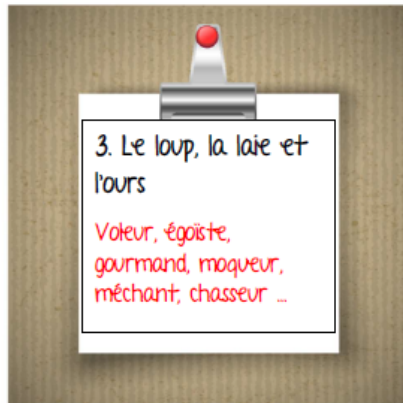 3. Le loup, la laie et
l'ours
Voleur, égoïste,
gourmand, moqueur,
méchant, chasseur ...